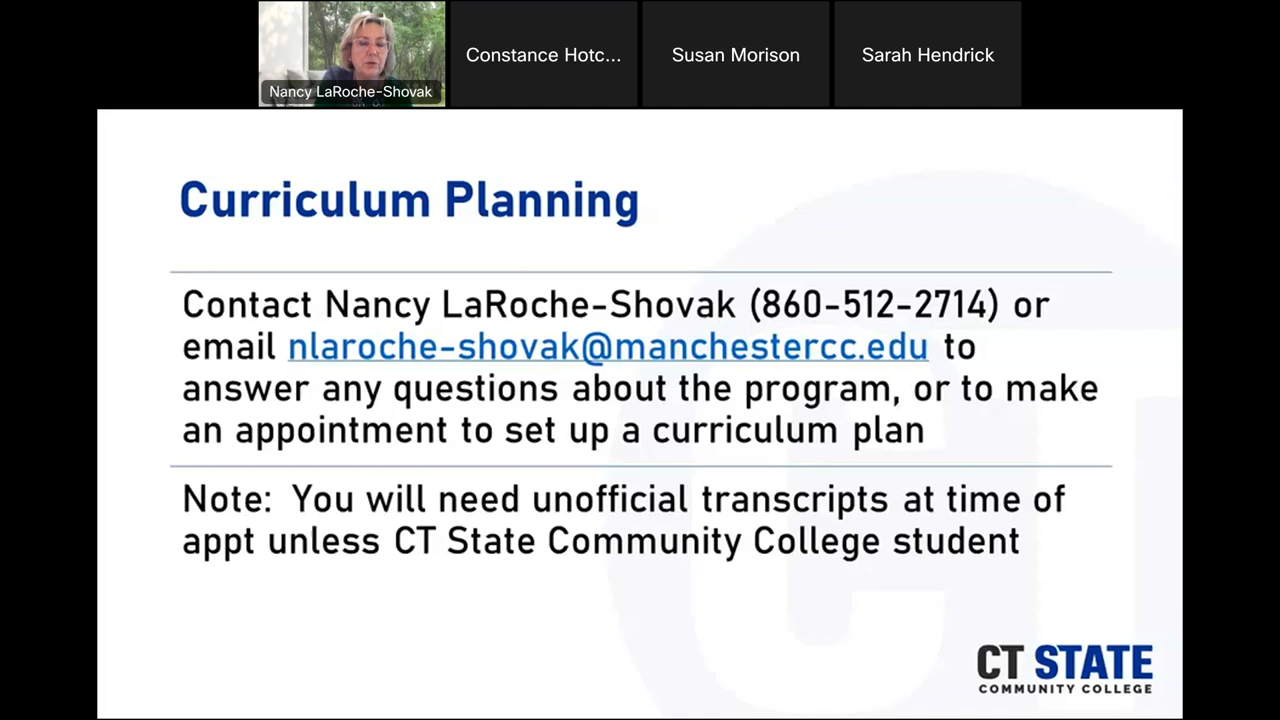 Nancy LaRoche-Shovak
Constance Hotc...
Susan Morison
Sarah Hendrick
Curriculum Planning
Contact Nancy LaRoche-Shovak (860-512-2714) or
email nlaroche-shovak@manchestercc.edu to
answer any questions about the program, or to make
an appointment to set up a curriculum plan
Note: You will need unofficial transcripts at time of
appt unless CT State Community College student
CT STATE
COMMUNITY COLLEGE